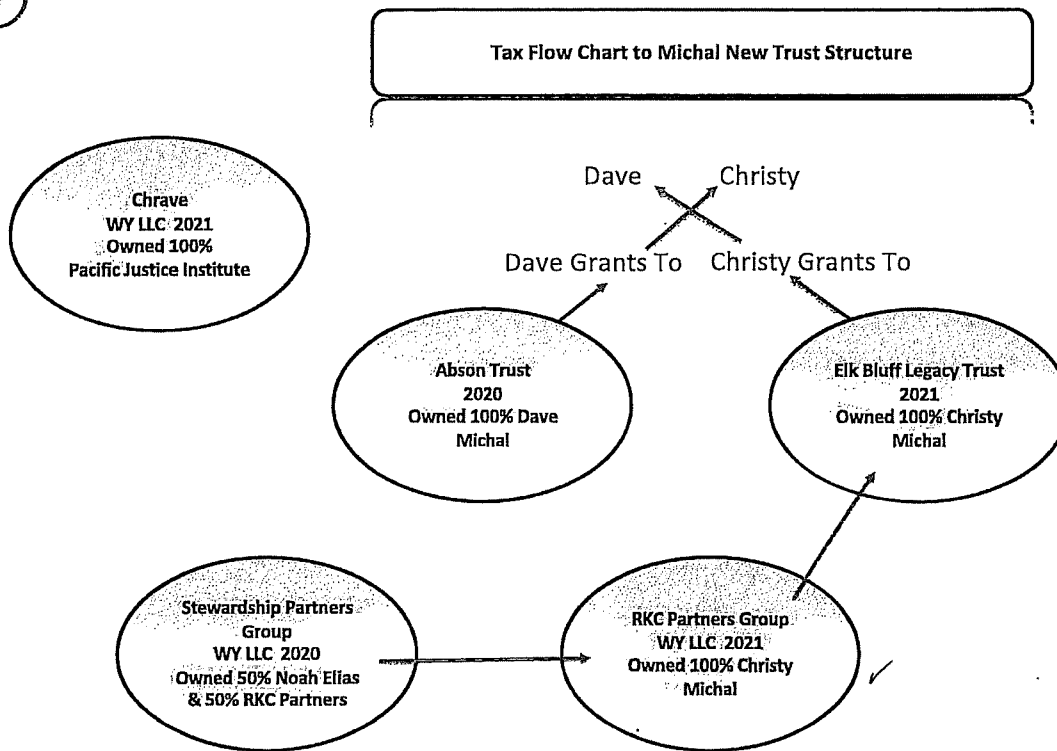 Tax Flow Chart to Michal New Trust Structure
Dave Christy
Chrave
WY LLC 2021
Owned 100%
Pacific Justice Institute
Dave Grants To Christy Grants To
Abson Trust
2020
Owned 100% Dave
Michal
Elk Bluff Legacy Trust
2021
Owned 100% Christy
Michal
Stewardship Partners
Group
WY LLC 2020
Owned 50% Noah Elias
& 50% RKC Partners
RKC Partners Group
WY LLC 2021
Owned 100% Christy
Michal